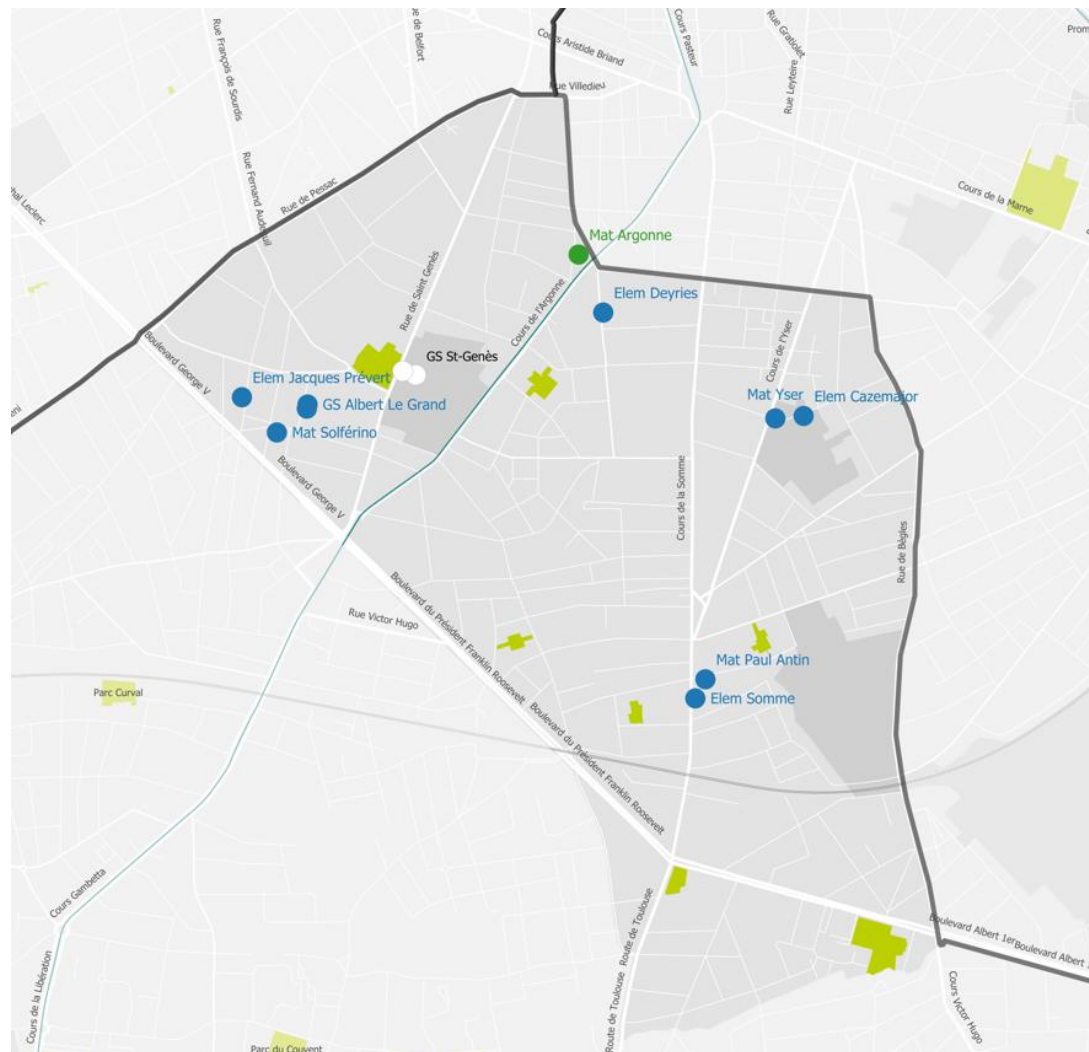 Cours Pasteur
Rue Gratiolet
Prom
Rue François de Sourdis
de Belfort
Cours Aristide Briand
Rue Villedieu
Rue Leyteire
Rue Fernand Audeguil
Rue de Pessac
Cours de la Marne
hal Leclerc
Mat Argonne
Rue de Saint Genès
Cours de l'Argonne
Elem Deyries
Cours de l'Yser
Boulevard George V
GS St-Genès
Elem Jacques Prévert
GS Albert Le Grand
Mat Yser
Elem Cazemajor
eni
Mat Solférino
Boulevard George V
Cours de la Somme
Rue de Bègles
Boulevard du Président Franklin Roosevelt
Rue Victor Hugo
Mat Paul Antin
Parc Curval
Elem Somme
Boulevard du Président Franklin Roosevelt
Cours Gambetta
Route de Toulouse
Boulevard Albert 1er
Boulevard Albert
Cours de la Libération
Route de Toulouse
Cours Victor Hugo
Parc du Couvent